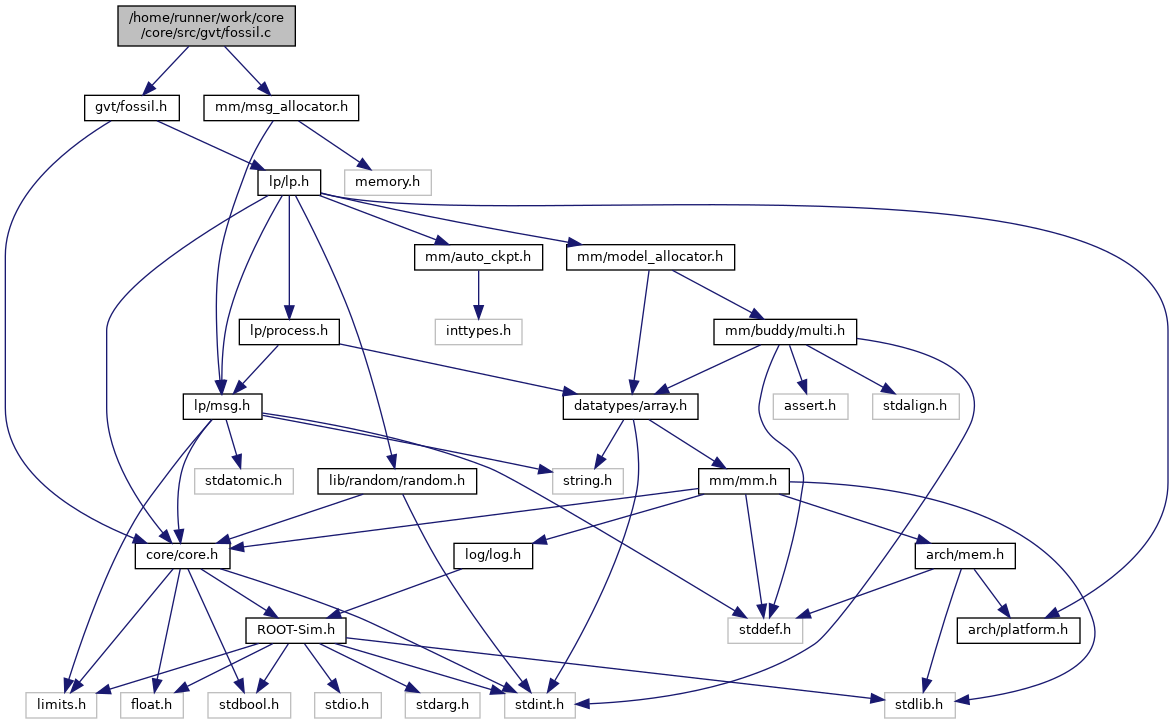 /home/runner/work/core
/core/src/gvt/fossil.c
gvt/fossil.h
mm/msg_allocator.h
lp/lp.h
memory.h
mm/auto_ckpt.h
mm/model_allocator.h
lp/process.h
inttypes.h
mm/buddy/multi.h
lp/msg.h
datatypes/array.h
assert.h
stdalign.h
stdatomic.h
lib/random/random.h
string.h
mm/mm.h
core/core.h
log/log.h
arch/mem.h
ROOT-Sim.h
stddef.h
arch/platform.h
limits.h
float.h
stdbool.h
stdio.h
stdarg.h
stdint.h
stdlib.h